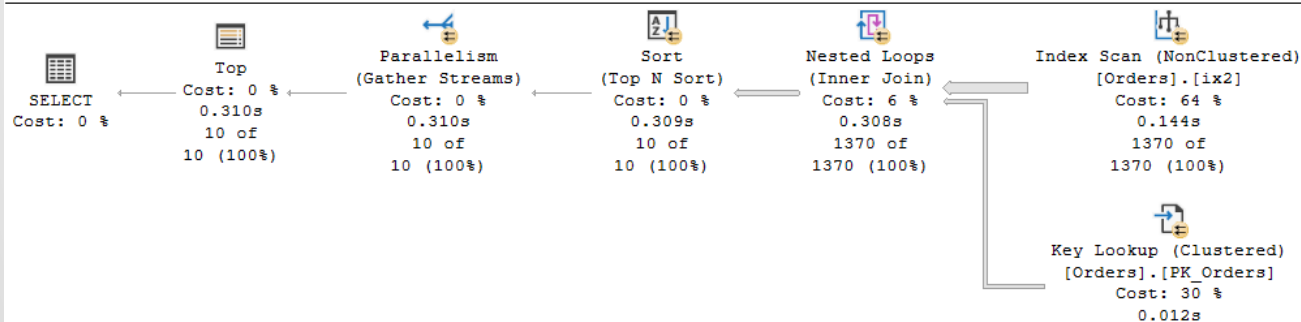 SELECT
Cost: 0 %
Top
Cost: 0 %
0.310s
10 of
10 (100%)
Parallelism
(Gather Streams)
Cost: 0 %
0.310s
10 of
10 (100%)
Sort
(Top N Sort)
Cost: 0 %
0.309s
10 of
10 (100%)
Nested Loops
(Inner Join)
Cost: 6 %
0.308s
1370 of
1370 (100%)
Index Scan (NonClustered)
[Orders].[ix2]
Cost: 64 %
0.144s
1370 of
1370 (100%)
Key Lookup (Clustered)
[Orders].[PK_Orders]
Cost: 30 %
0.012s